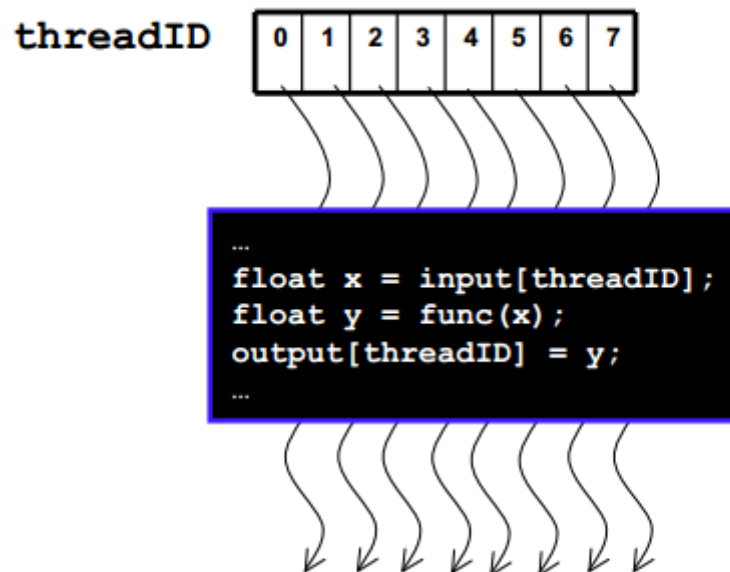 threadID 0 1 2 3 4 5 6 7
…
float x = input[threadID];
float y = func(x);
output[threadID] = y;
…